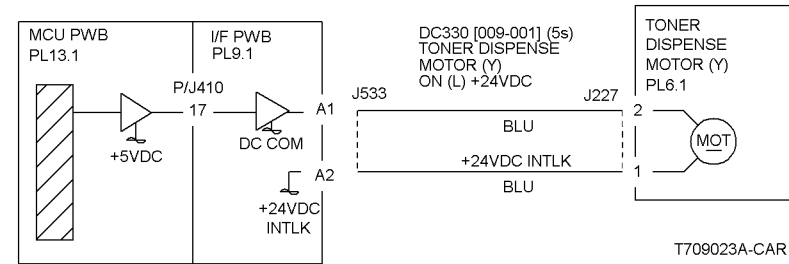 MCU PWB
PL13.1
I/F PWB
PL9.1
P/J410
17
+5VDC
DC COM
A1
A2
+24VDC
INTLK
J533
DC330 [009-001] (5s)
TONER DISPENSE
MOTOR (Y)
ON (L) +24VDC
J227
BLU
+24VDC INTLK
BLU
2
1
TONER
DISPENSE
MOTOR (Y)
PL6.1
MOT
T709023A-CAR